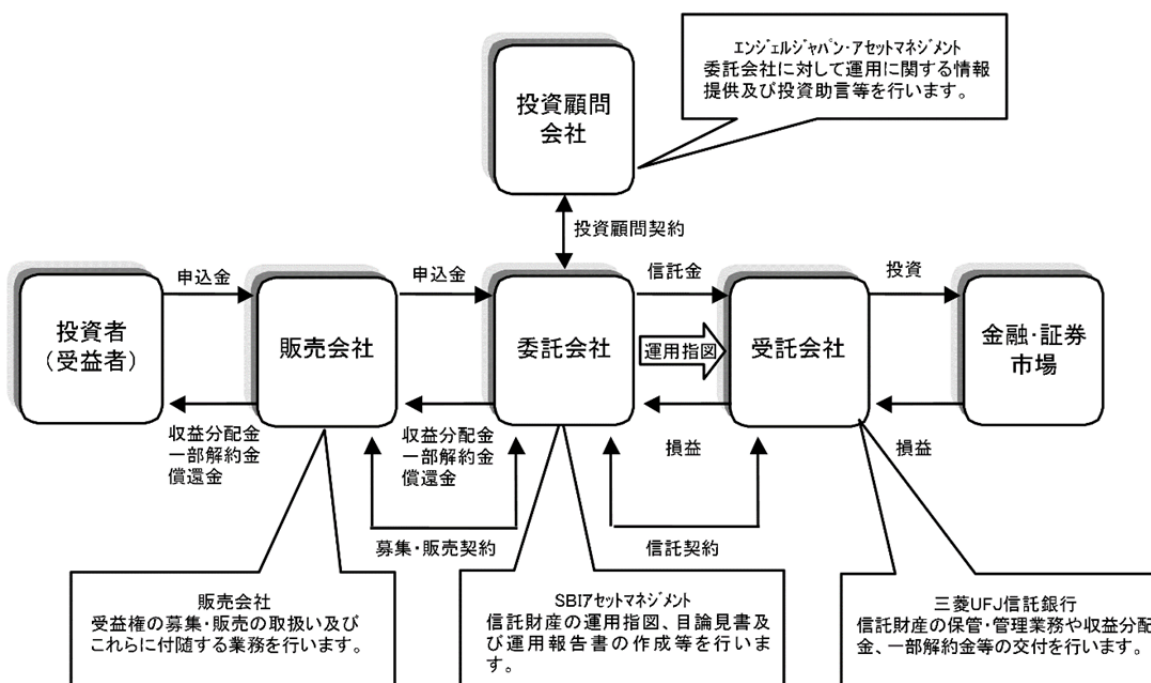 エンジェルジャパン・アセットマネジメント
委託会社に対して運用に関する情報
提供及び投資助言等を行います。
投資顧問
会社
投資顧問契約
申込金
申込金
信託金
投資
投資者
(受益者)
販売会社
委託会社
運用指図
受託会社
金融・証券
市場
収益分配金
一部解約金
償還金
収益分配金
一部解約金
償還金
損益
損益
募集・販売契約
信託契約
販売会社
受益権の募集・販売の取扱い及び
これらに付随する業務を行います。
SBIアセットマネジメント
信託財産の運用指図、目論見書及
び運用報告書の作成等を行いま
す。
三菱UFJ信託銀行
信託財産の保管・管理業務や収益分配
金、一部解約金等の交付を行います。